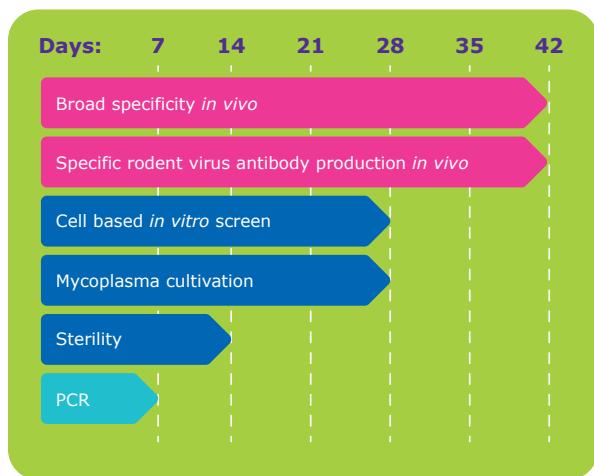 Days: 7 14 21 28 35 42
Broad specificity in vivo
Specific rodent virus antibody production in vivo
Cell based in vitro screen
Mycoplasma cultivation
Sterility
PCR